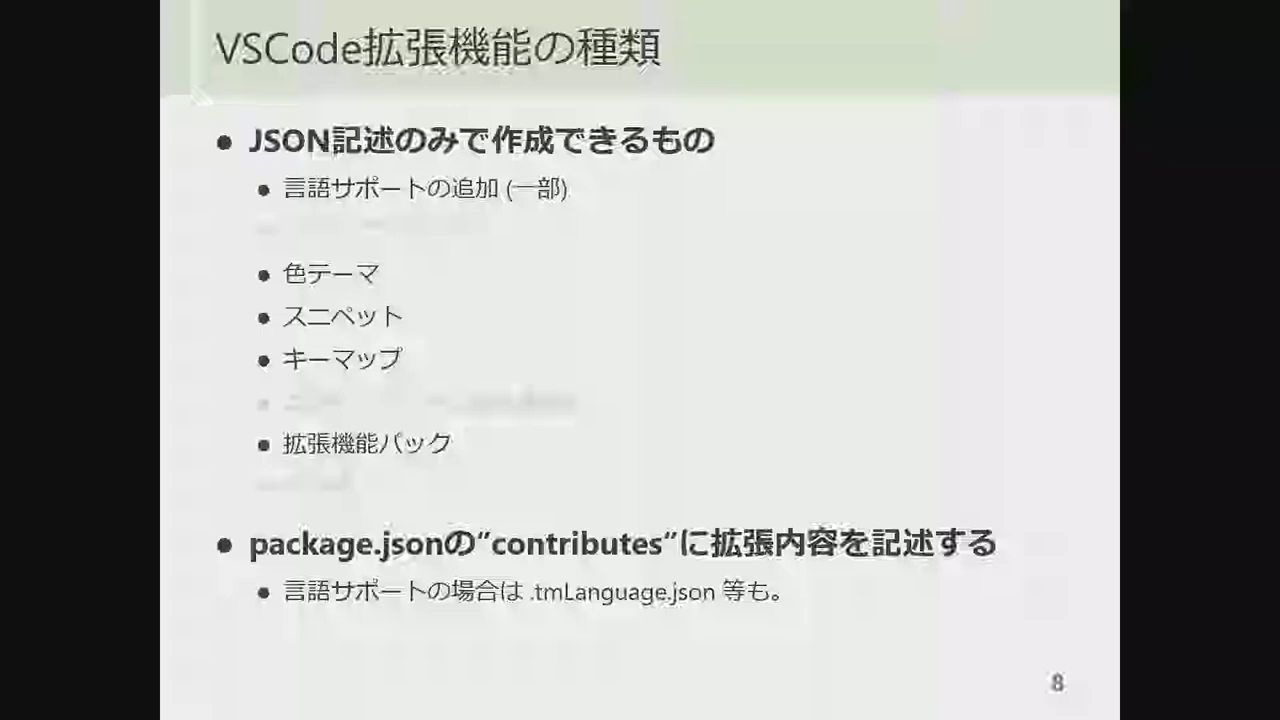 VSCode拡張機能の種類
● JSON記述のみで作成できるもの
● 言語サポートの追加 (一部)
● 色テーマ
● スニペット
● キーマップ
● 拡張機能パック
● package.jsonの”contributes”に拡張内容を記述する
● 言語サポートの場合は .tmLanguage.json 等も。
8